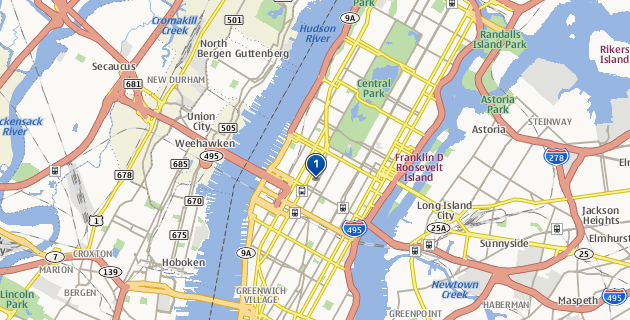 Park
Cromakill
Creek
501
Hudson
River
9A
Randalls
Island Park
North
Bergen Guttenberg
501
Rikers
Island
Secaucus
NEW DURHAM
681
Central
Park
Astoria
Park
Union
City
505
STEINWAY
ckensack
River
Weehawken
Astoria
495
278
1
685
Franklin D
Roosevelt
Island
678
670
Long Island
City
Jackson
Heights
1
675
495
25A
Sunnyside
Elmhurst
y
7
CROXTON
MARION
139
Hoboken
9A
25
BERGEN
GREENWICH
VILLAGE
Newtown
Creek
Lincoln
Park
HABERMAN
Maspeth
495
GREENPOINT